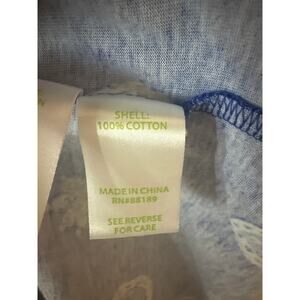 SHELL:
100% COTTON
MADE IN CHINA
RN#88189
SEE REVERSE
FOR CARE